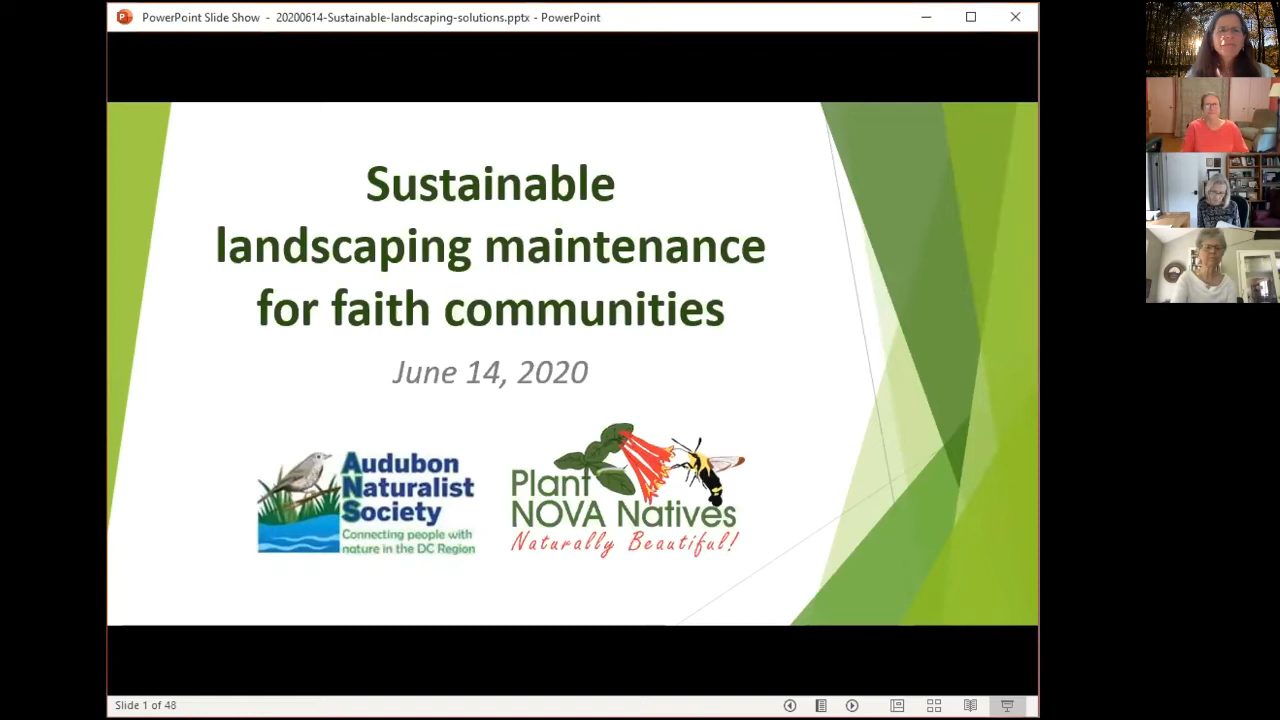 PowerPoint Slide Show - 20200614-Sustainable-landscaping-solutions.pptx - PowerPoint
Sustainable
landscaping maintenance
for faith communities
June 14, 2020
Audubon
Naturalist
Society
Connecting people with
nature in the DC Region
Plant
NOVA Natives
Naturally Beautiful!
Slide 1 of 48